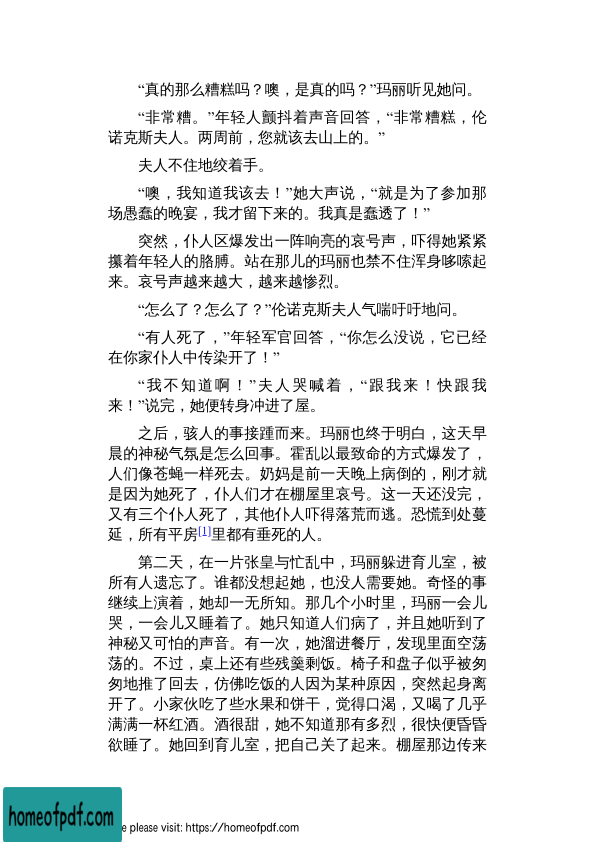 “真的那么糟糕吗？噢，是真的吗？”玛丽听见她问。
“非常糟。”年轻人颤抖着声音回答，“非常糟糕，伦
诺克斯夫人。两周前，您就该去山上的。”
夫人不住地绞着手。
“噢，我知道我该去！”她大声说，“就是为了参加那
场愚蠢的晚宴，我才留下来的。我真是蠢透了！”
突然，仆人区爆发出一阵响亮的哀号声，吓得她紧紧
攥着年轻人的胳膊。站在那儿的玛丽也禁不住浑身哆嗦起
来。哀号声越来越大，越来越惨烈。
“怎么了？怎么了？”伦诺克斯夫人气喘吁吁地问。
“有人死了，”年轻军官回答，“你怎么没说，它已经
在你家仆人中传染开了！”
“我不知道啊！”夫人哭喊着，“跟我来！快跟我
来！”说完，她便转身冲进了屋。
之后，骇人的事接踵而来。玛丽也终于明白，这天早
晨的神秘气氛是怎么回事。霍乱以最致命的方式爆发了，
人们像苍蝇一样死去。奶妈是前一天晚上病倒的，刚才就
是因为她死了，仆人们才在棚屋里哀号。这一天还没完，
又有三个仆人死了，其他仆人吓得落荒而逃。恐慌到处蔓
延，所有平房[1]里都有垂死的人。
第二天，在一片张皇与忙乱中，玛丽躲进育儿室，被
所有人遗忘了。谁都没想起她，也没人需要她。奇怪的事
继续上演着，她却一无所知。那几个小时里，玛丽一会儿
哭，一会儿又睡着了。她只知道人们病了，并且她听到了
神秘又可怕的声音。有一次，她溜进餐厅，发现里面空荡
荡的。不过，桌上还有些残羹剩饭。椅子和盘子似乎被匆
匆地推了回去，仿佛吃饭的人因为某种原因，突然起身离
开了。小家伙吃了些水果和饼干，觉得口渴，又喝了几乎
满满一杯红酒。酒很甜，她不知道那有多烈，很快便昏昏
欲睡了。她回到育儿室，把自己关了起来。棚屋那边传来
homeofpdf.com
e please visit: https://homeofpdf.com